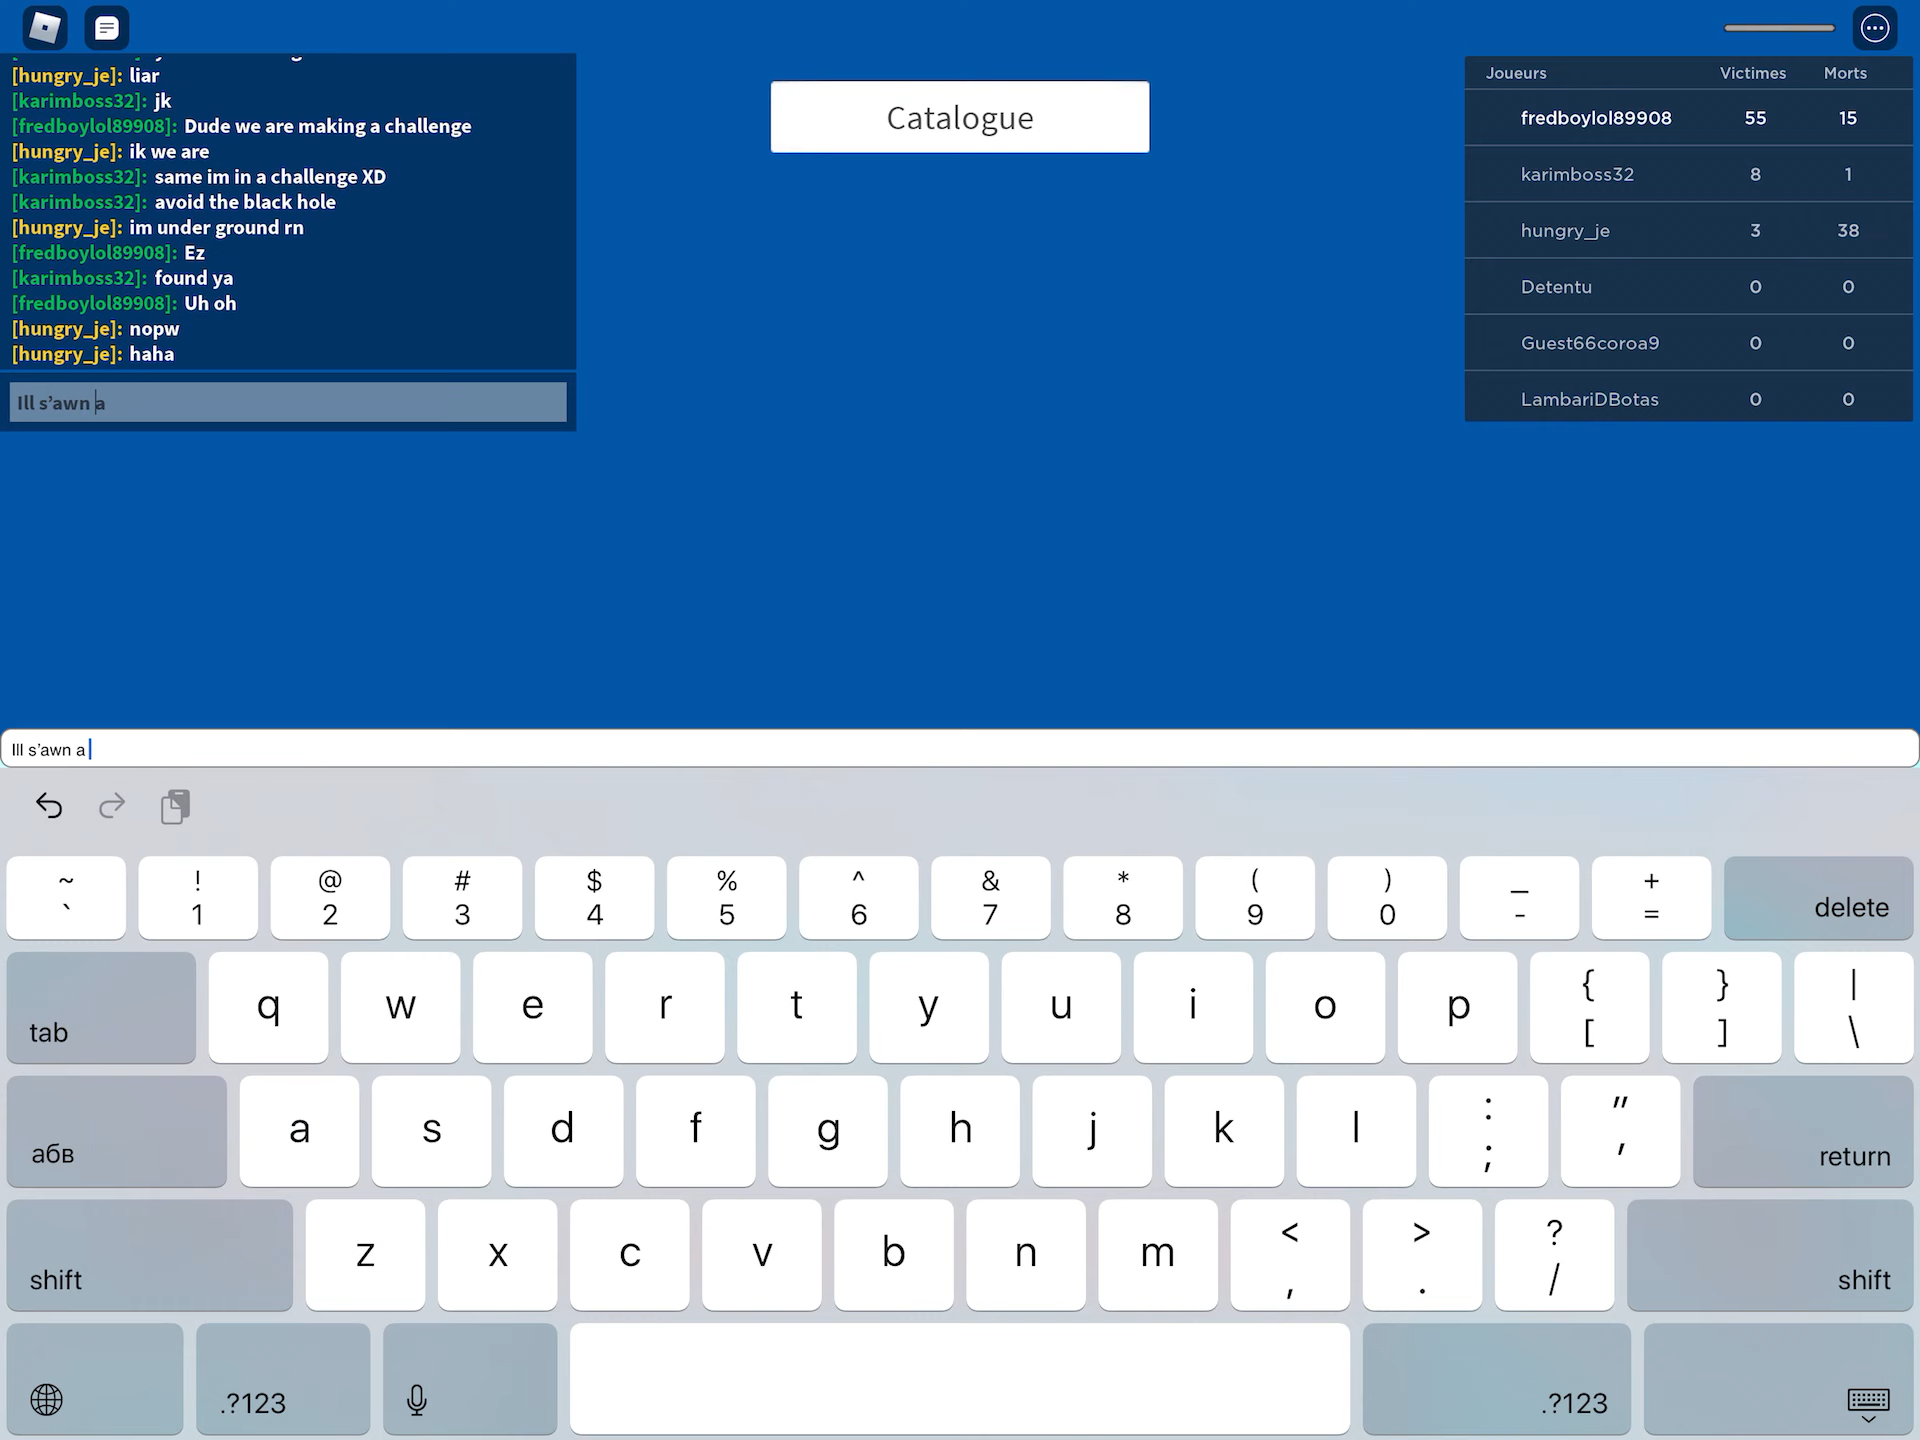 [hungry_je]: liar
[karimboss32]: jk
[fredboylol89908]: Dude we are making a challenge
[hungry_je]: ik we are
[karimboss32]: same im in a challenge XD
[karimboss32]: avoid the black hole
[hungry_je]: im under ground rn
[fredboylol89908]: Ez
[karimboss32]: found ya
[fredboylol89908]: Uh oh
[hungry_je]: nopw
[hungry_je]: haha
Ill s’awn a
Catalogue
Joueurs Victimes Morts
fredboylol89908 55 15
karimboss32 8 1
hungry_je 3 38
Detentu 0 0
Guest66coroa9 0 0
LambariDBotas 0 0
Ill s’awn a
~ ! @ # $ % ^ & * ( ) _ +
` 1 2 3 4 5 6 7 8 9 0 - = delete
tab q w e r t y u i o p { [ } ] | \
абв a s d f g h j k l : ; " ' return
shift z x c v b n m < , > . ? / shift
.?123 .?123